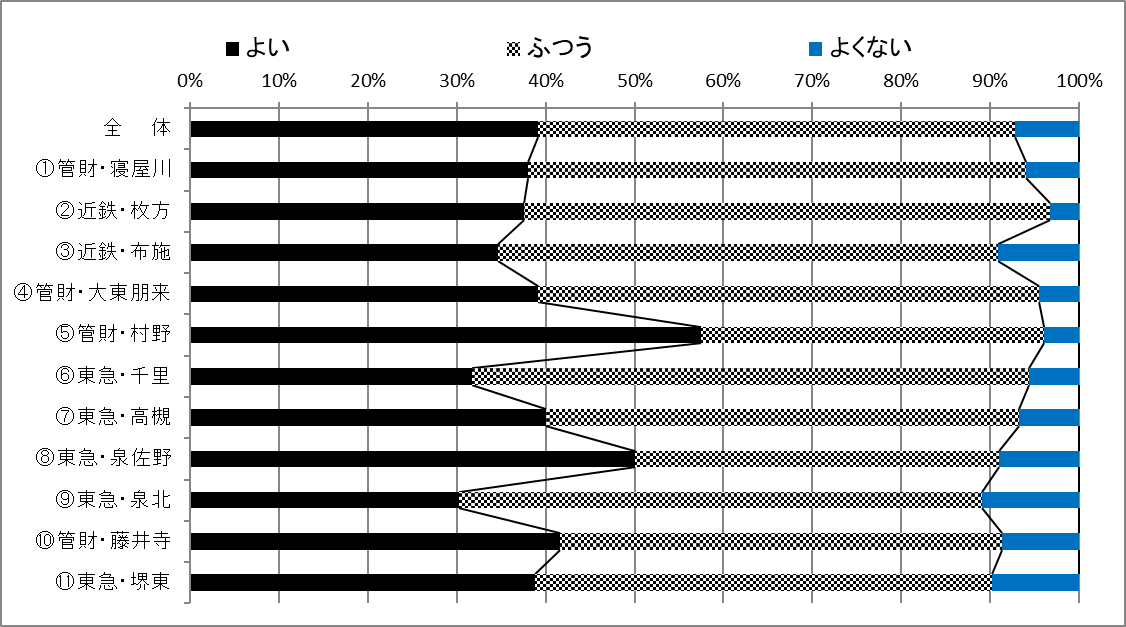 よい ふつう よくない
0% 10% 20% 30% 40% 50% 60% 70% 80% 90% 100%
全 体
①管財・寝屋川
②近鉄・枚方
③近鉄・布施
④管財・大東朋来
⑤管財・村野
⑥東急・千里
⑦東急・高槻
⑧東急・泉佐野
⑨東急・泉北
⑩管財・藤井寺
⑪東急・堺東